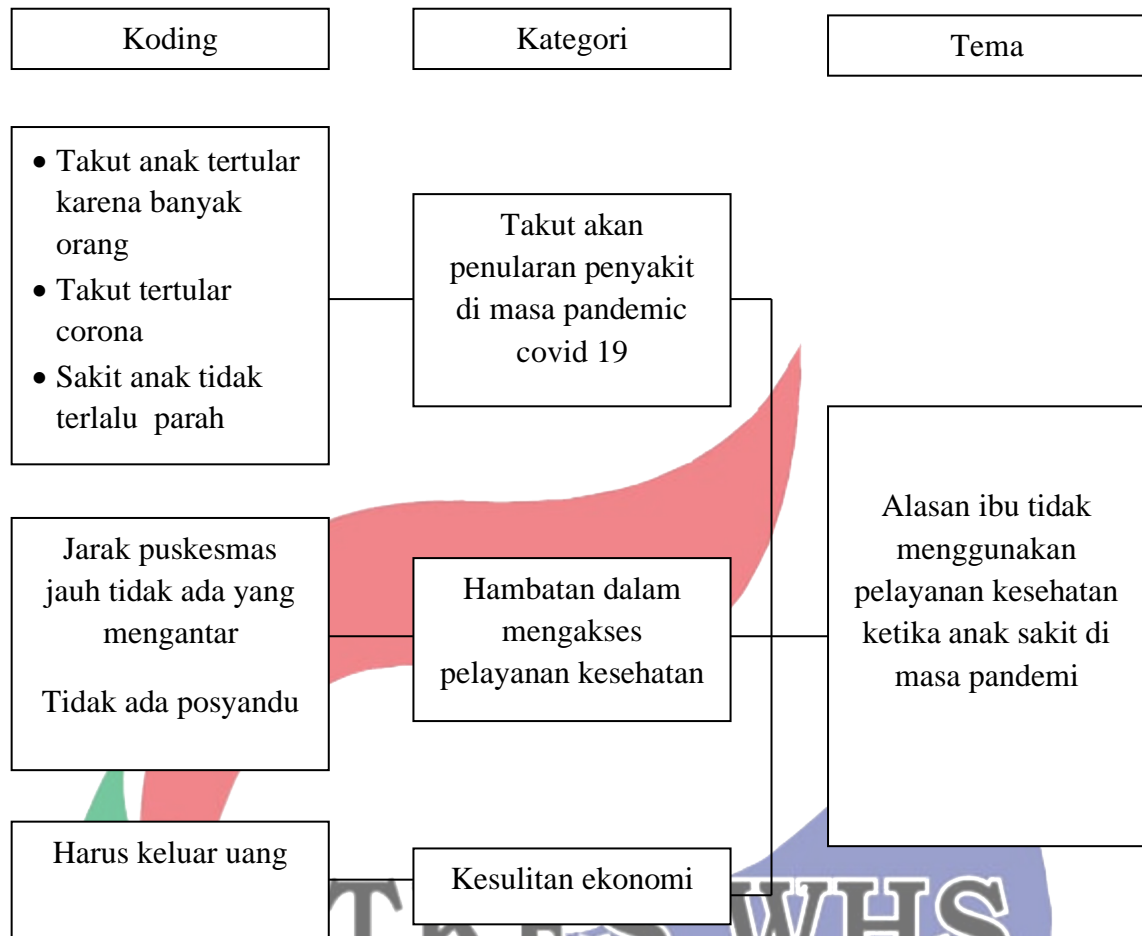 Koding
Kategori
Tema
• Takut anak tertular
karena banyak
orang
• Takut tertular
corona
• Sakit anak tidak
terlalu parah
Takut akan
penularan penyakit
di masa pandemic
covid 19
Jarak puskesmas
jauh tidak ada yang
mengantar
Tidak ada posyandu
Hambatan dalam
mengakses
pelayanan kesehatan
Alasan ibu tidak
menggunakan
pelayanan kesehatan
ketika anak sakit di
masa pandemi
Harus keluar uang
Kesulitan ekonomi
WHS